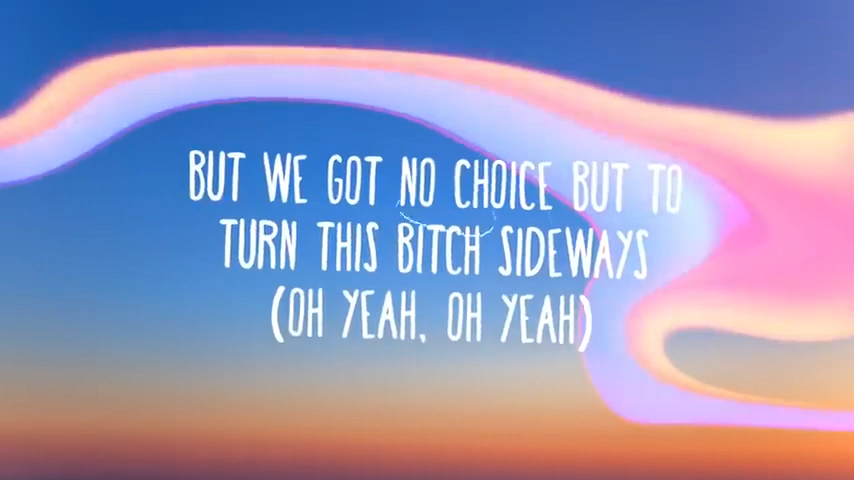 BUT WE GOT NO CHOICE BUT TO
TURN THIS BITCH SIDEWAYS
(OH YEAH, OH YEAH)